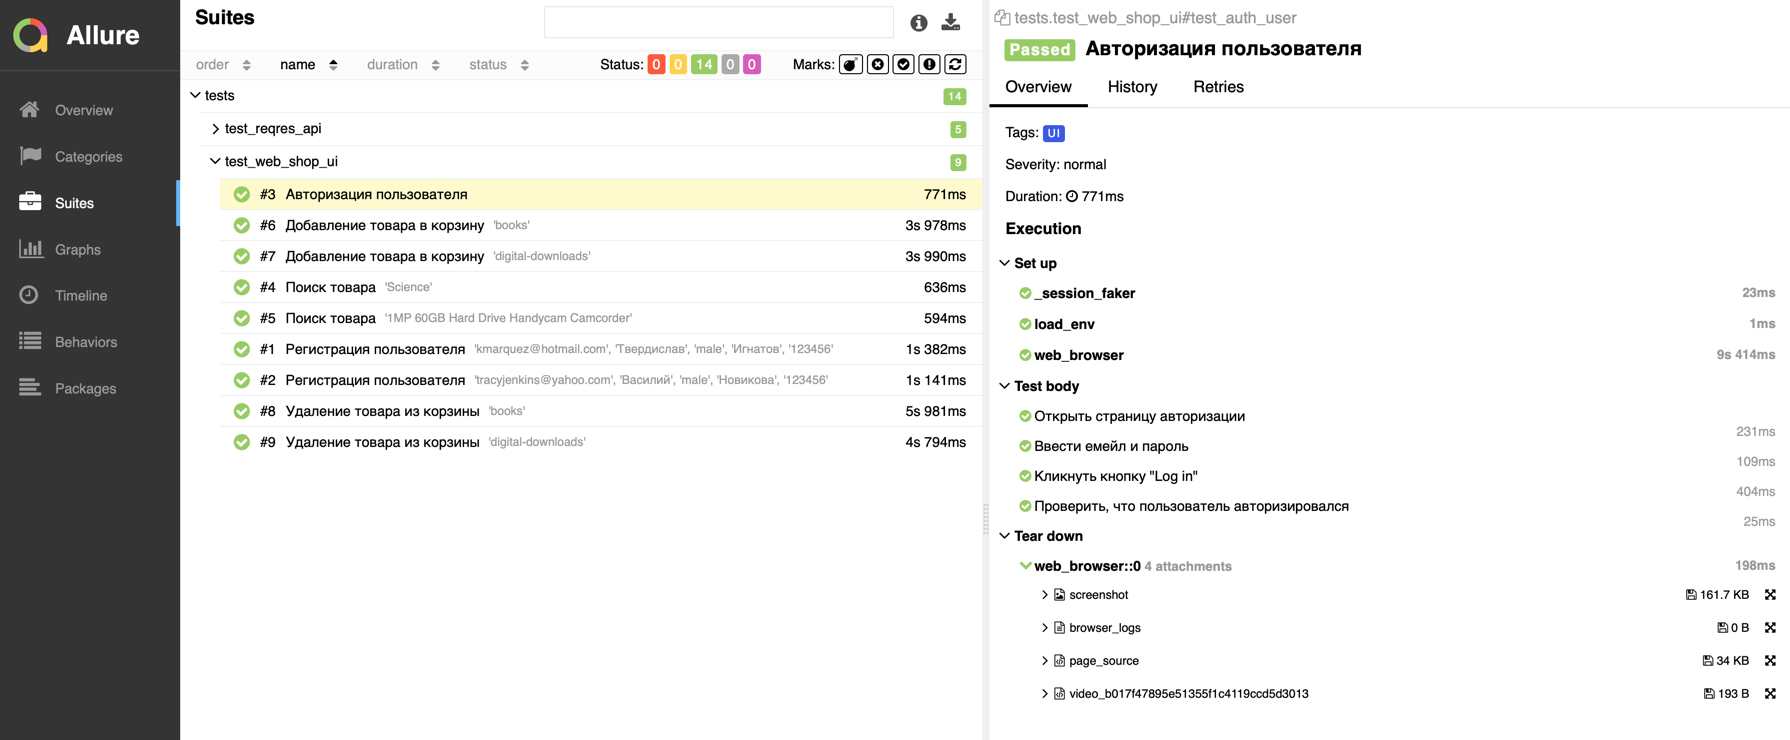 Allure
Overview
Categories
Suites
Graphs
Timeline
Behaviors
Packages
Suites
order name duration status Status: 0 0 14 0 0 Marks:
tests 14
test_reqres_api 5
test_web_shop_ui 9
#3 Авторизация пользователя 771ms
#6 Добавление товара в корзину 'books' 3s 978ms
#7 Добавление товара в корзину 'digital-downloads' 3s 990ms
#4 Поиск товара 'Science' 636ms
#5 Поиск товара '1MP 60GB Hard Drive Handycam Camcorder' 594ms
#1 Регистрация пользователя 'kmarquez@hotmail.com', 'Твердислав', 'male', 'Игнатов', '123456' 1s 382ms
#2 Регистрация пользователя 'tracyjenkins@yahoo.com', 'Василий', 'male', 'Новикова', '123456' 1s 141ms
#8 Удаление товара из корзины 'books' 5s 981ms
#9 Удаление товара из корзины 'digital-downloads' 4s 794ms
tests.test_web_shop_ui#test_auth_user
Passed Авторизация пользователя
Overview History Retries
Tags: UI
Severity: normal
Duration: 771ms
Execution
Set up
_session_faker 23ms
load_env 1ms
web_browser 9s 414ms
Test body
Открыть страницу авторизации 231ms
Ввести емейл и пароль 109ms
Кликнуть кнопку "Log in" 404ms
Проверить, что пользователь авторизировался 25ms
Tear down
web_browser::0 4 attachments 198ms
screenshot 161.7 KB
browser_logs 0 B
page_source 34 KB
video_b017f47895e51355f1c4119ccd5d3013 193 B